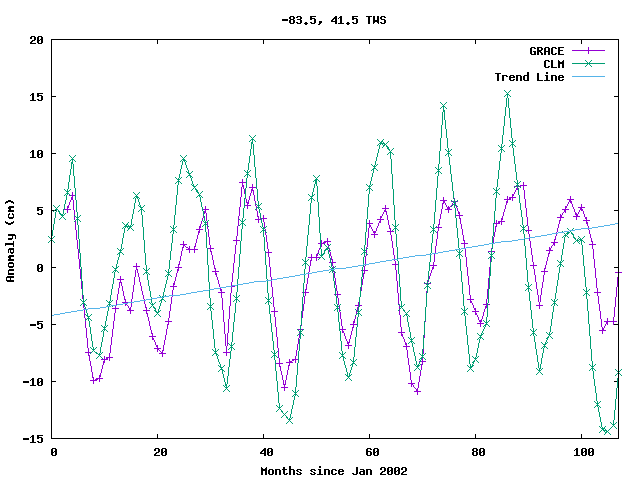 -83.5, 41.5 TWS
GRACE
CLM
Trend Line
20
15
10
5
0
-5
-10
-15
Anomaly (cm)
0 20 40 60 80 100
Months since Jan 2002